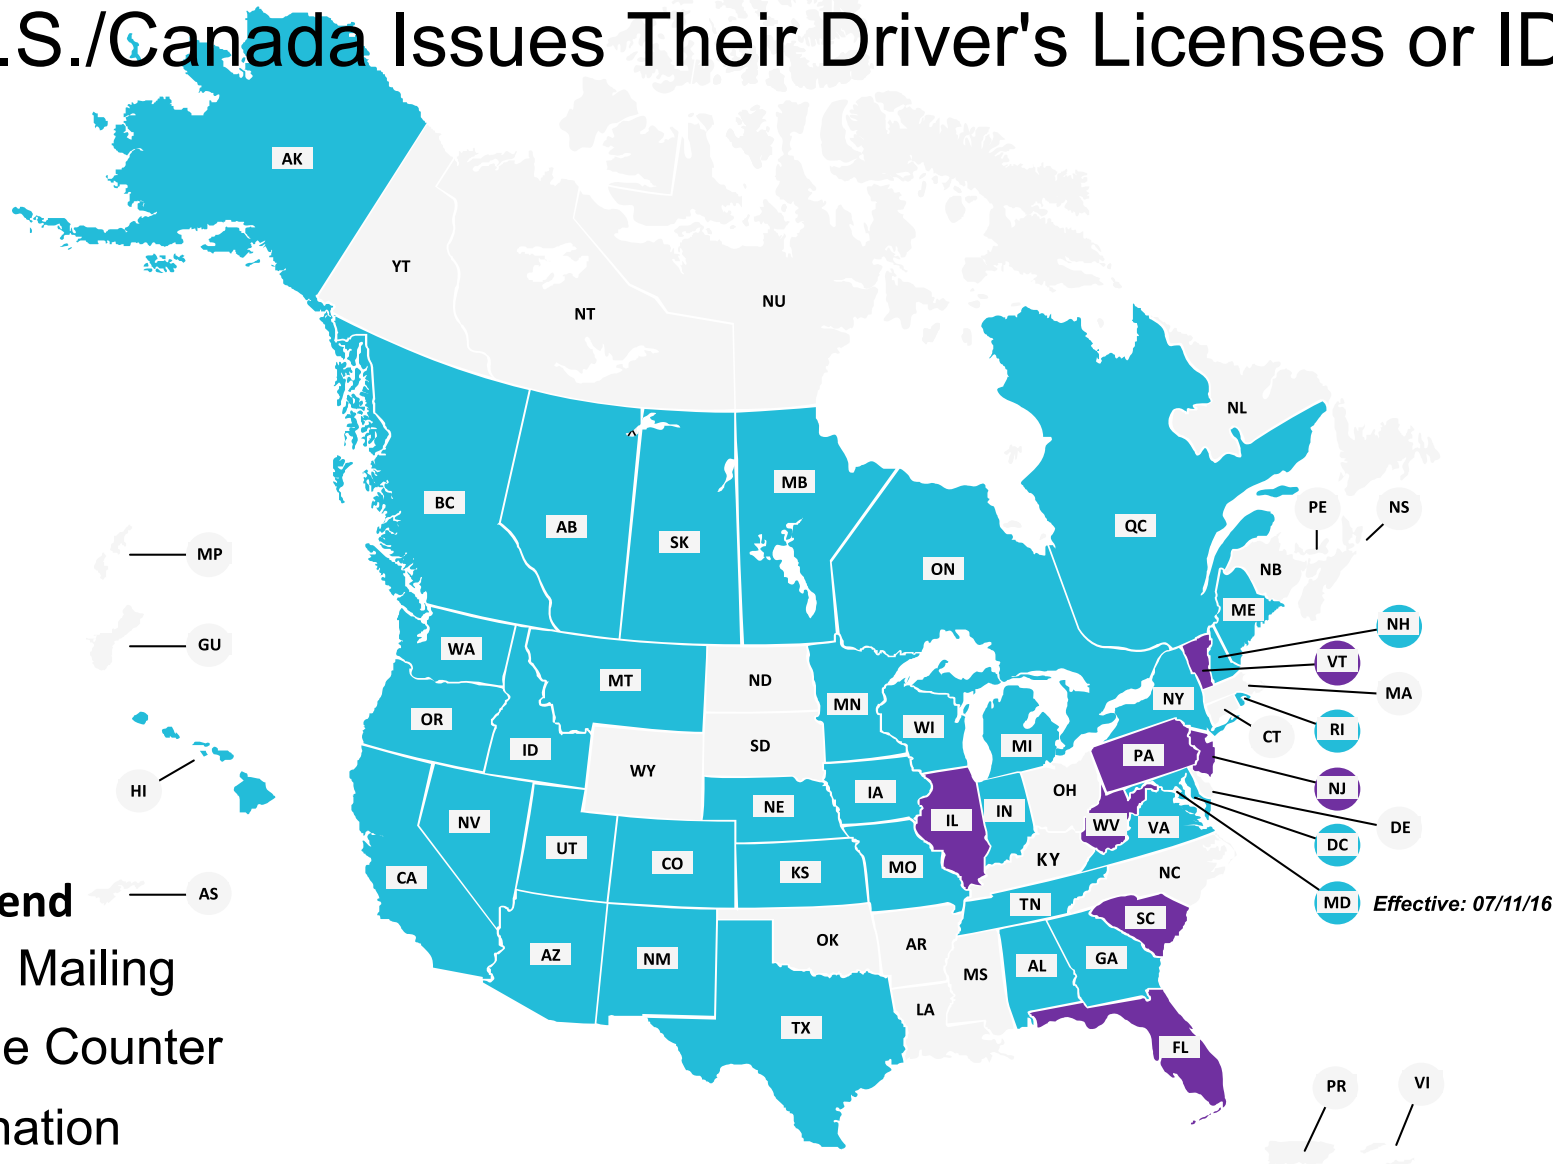 .S./Canada Issues Their Driver's Licenses or ID
AK
YT
NT
NU
NL
BC
AB
SK
MB
ON
QC
PE
NS
NB
ME
NH
VT
MA
RI
CT
NJ
DE
DC
MD Effective: 07/11/16
MP
GU
HI
AS
WA
MT
ND
MN
OR
ID
SD
WI
MI
NY
PA
WY
IA
NE
OH
IL
IN
WV
VA
NV
UT
CO
CA
KS
MO
KY
NC
TN
SC
AZ
NM
OK
AR
MS
AL
GA
LA
TX
FL
PR
VI
end
Mailing
e Counter
nation